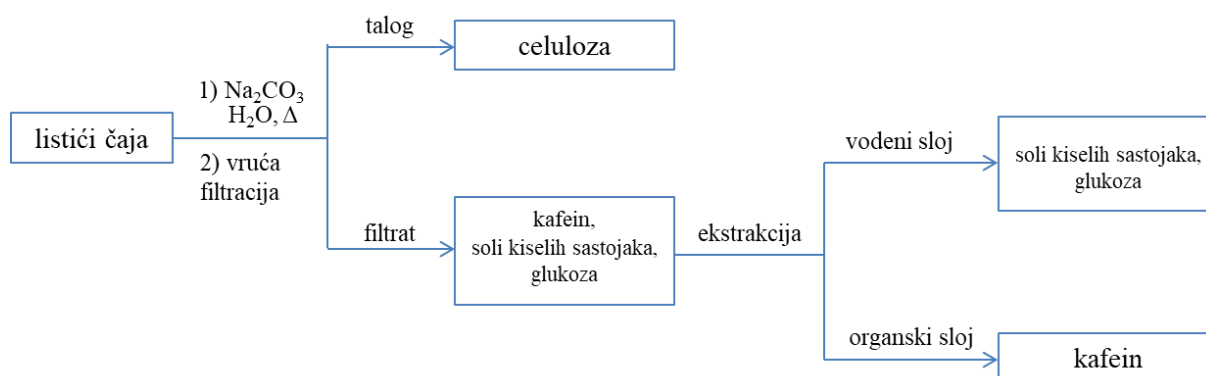 listići čaja
1) Na₂CO₃
H₂O, Δ
2) vruća
filtracija
talog
celuloza
filtrat
kafein,
soli kiselih sastojaka,
glukoza
ekstrakcija
vodeni sloj
soli kiselih sastojaka,
glukoza
organski sloj
kafein